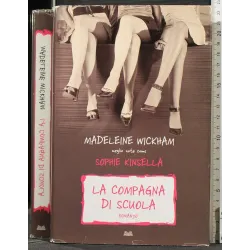 MADELEINE WICKHAM
LA COMPAGNA DI SCUOLA
MADELEINE WICKHAM
meglio nota come
SOPHIE KINSELLA
LA COMPAGNA
DI SCUOLA
ROMANZO